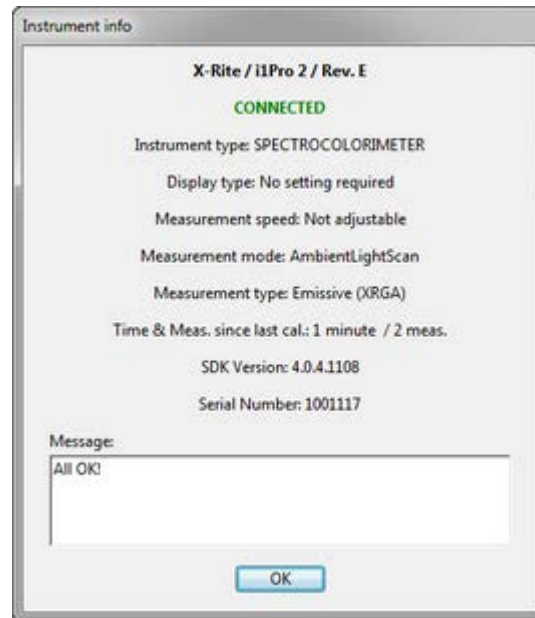 Instrument info
X-Rite / i1Pro 2 / Rev. E
CONNECTED
Instrument type: SPECTROCOLORIMETER
Display type: No setting required
Measurement speed: Not adjustable
Measurement mode: AmbientLightScan
Measurement type: Emissive (XRGA)
Time & Meas. since last cal.: 1 minute / 2 meas.
SDK Version: 4.0.4.1108
Serial Number: 1001117
Message:
All OK!
OK